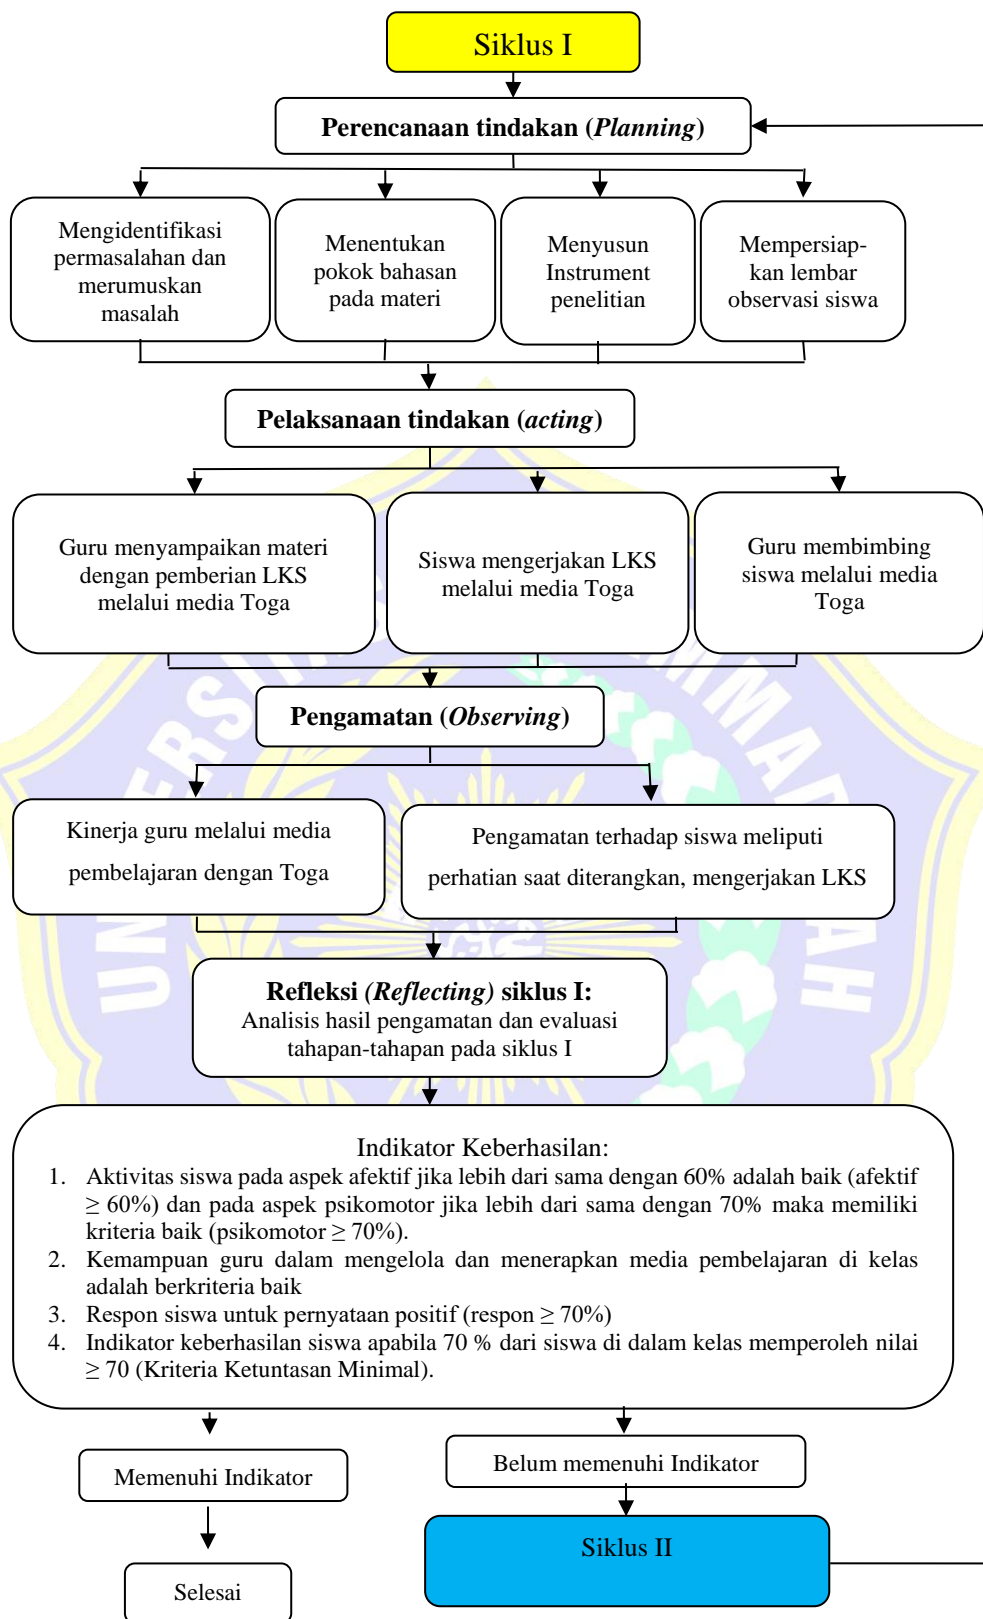 Siklus I
Perencanaan tindakan (Planning)
Mengidentifikasi
permasalahan dan
merumuskan
masalah
Menentukan
pokok bahasan
pada materi
Menyusun
Instrument
penelitian
Mempersiap-
kan lembar
observasi siswa
Pelaksanaan tindakan (acting)
Guru menyampaikan materi
dengan pemberian LKS
melalui media Toga
Siswa mengerjakan LKS
melalui media Toga
Guru membimbing
siswa melalui media
Toga
Pengamatan (Observing)
Kinerja guru melalui media
pembelajaran dengan Toga
Pengamatan terhadap siswa meliputi
perhatian saat diterangkan, mengerjakan LKS
Refleksi (Reflecting) siklus I:
Analisis hasil pengamatan dan evaluasi
tahapan-tahapan pada siklus I
Indikator Keberhasilan:
1. Aktivitas siswa pada aspek afektif jika lebih dari sama dengan 60% adalah baik (afektif
≥ 60%) dan pada aspek psikomotor jika lebih dari sama dengan 70% maka memiliki
kriteria baik (psikomotor ≥ 70%).
2. Kemampuan guru dalam mengelola dan menerapkan media pembelajaran di kelas
adalah berkriteria baik
3. Respon siswa untuk pernyataan positif (respon ≥ 70%)
4. Indikator keberhasilan siswa apabila 70 % dari siswa di dalam kelas memperoleh nilai
≥ 70 (Kriteria Ketuntasan Minimal).
Memenuhi Indikator
Belum memenuhi Indikator
Siklus II
Selesai